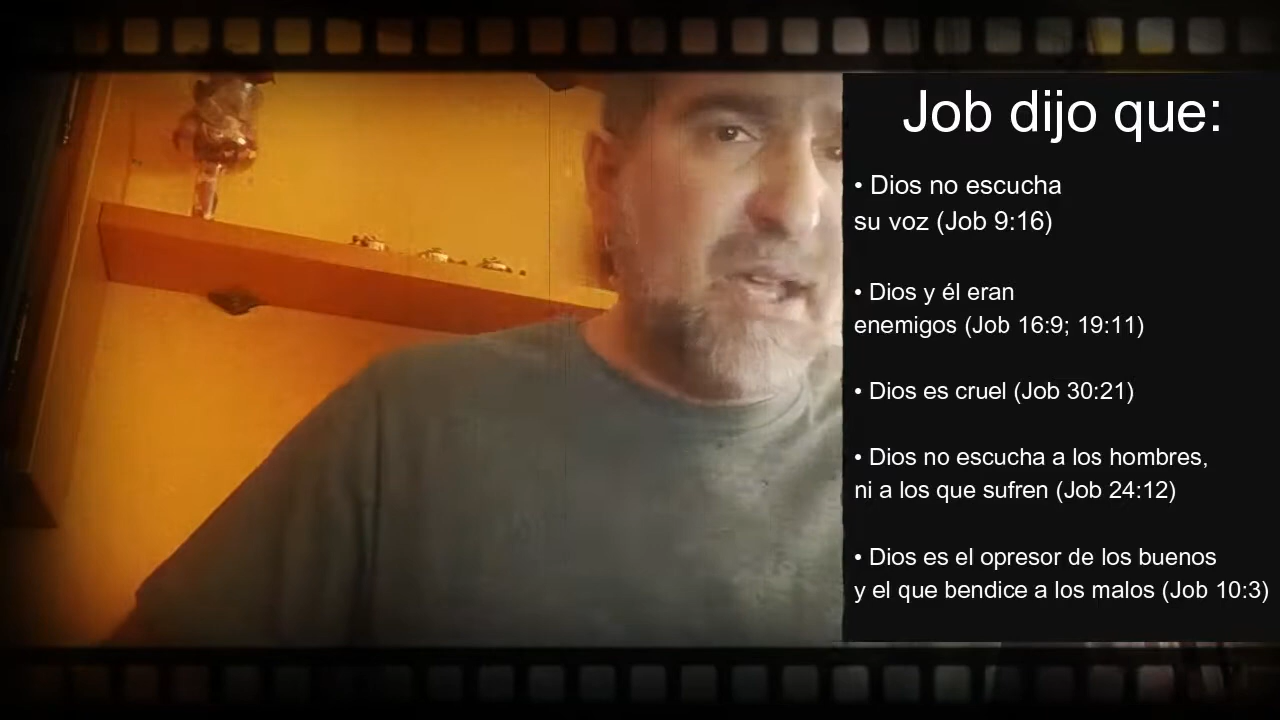 Job dijo que:
• Dios no escucha
su voz (Job 9:16)
• Dios y él eran
enemigos (Job 16:9; 19:11)
• Dios es cruel (Job 30:21)
• Dios no escucha a los hombres,
ni a los que sufren (Job 24:12)
• Dios es el opresor de los buenos
y el que bendice a los malos (Job 10:3)